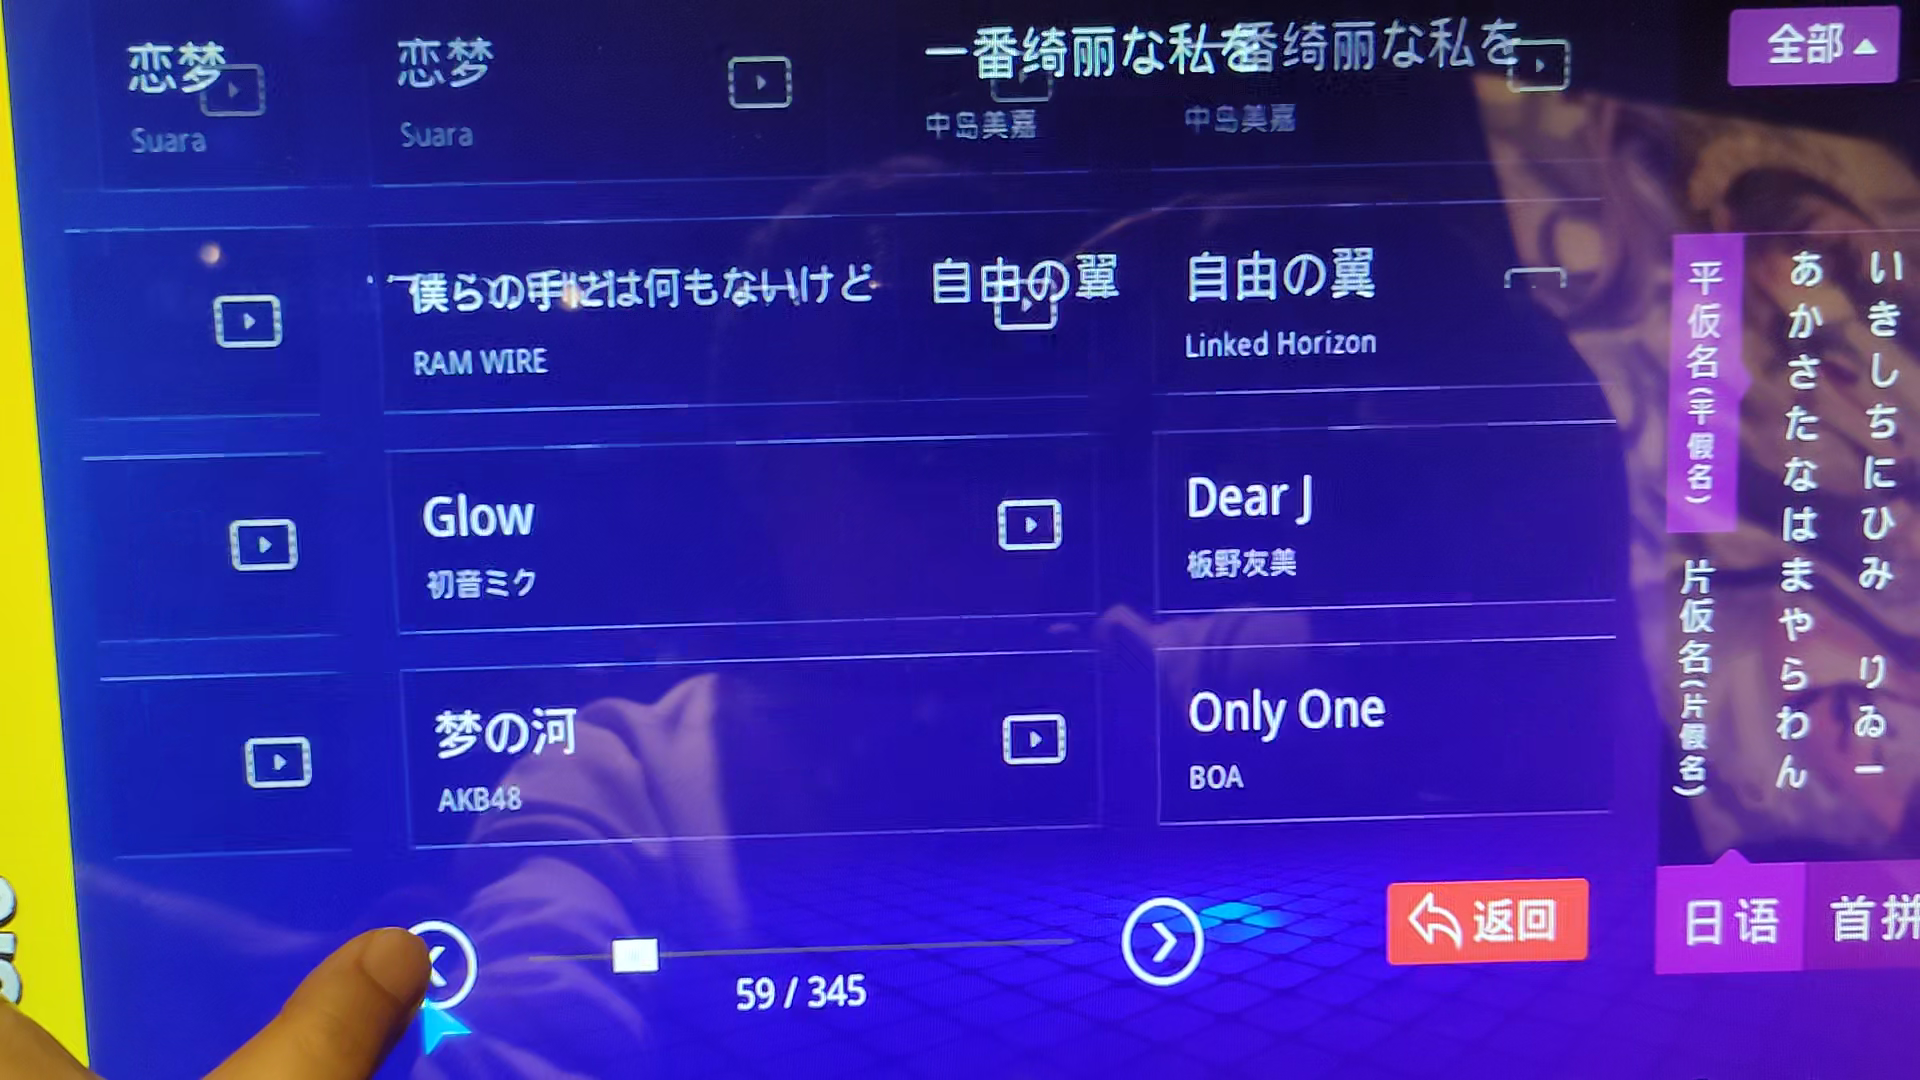 恋梦
Suara
恋梦
Suara
一番绮丽な私を
中岛美嘉
一番绮丽な私を
中岛美嘉
全部
僕らの手には何もないけど
RAM WIRE
自由の翼
自由の翼
Linked Horizon
Glow
初音ミク
Dear J
板野友美
梦の河
AKB48
Only One
BOA
平仮名(平假名)
片仮名(片假名)
あかさたなはまやらわん
いきしちにひみ りゐー
59 / 345
返回
日语
首拼